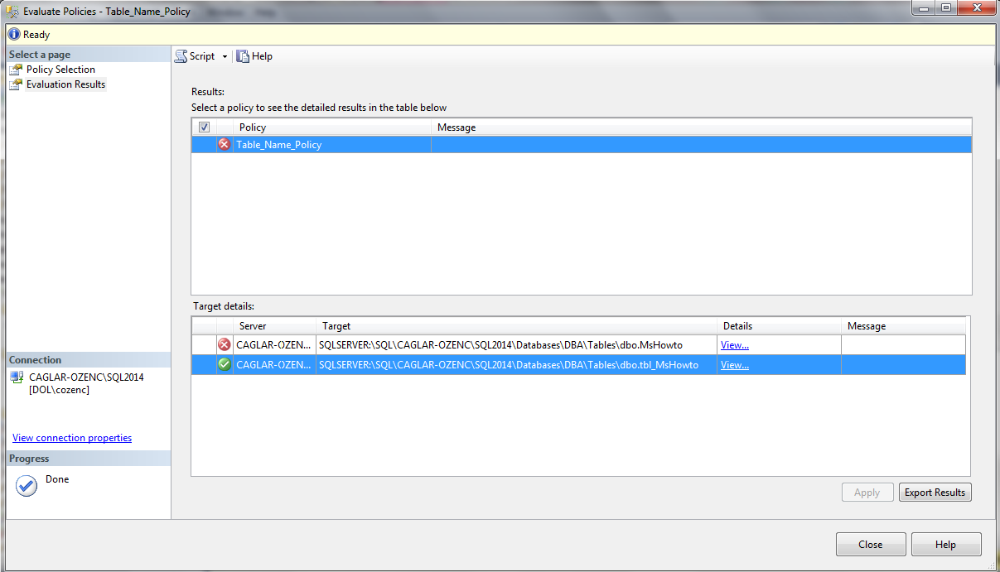 Evaluate Policies - Table_Name_Policy
Ready
Select a page
Policy Selection
Evaluation Results
Script
Help
Results:
Select a policy to see the detailed results in the table below
Policy Message
Table_Name_Policy
Target details:
Server Target Details Message
CAGLAR-OZEN... SQLSERVER:\SQL\CAGLAR-OZENC\SQL2014\Databases\DBA\Tables\dbo.MsHowto View...
CAGLAR-OZEN... SQLSERVER:\SQL\CAGLAR-OZENC\SQL2014\Databases\DBA\Tables\dbo.tbl_MsHowto View...
Connection
CAGLAR-OZENC\SQL2014
[DOL\cozenc]
View connection properties
Progress
Done
Apply Export Results
Close Help